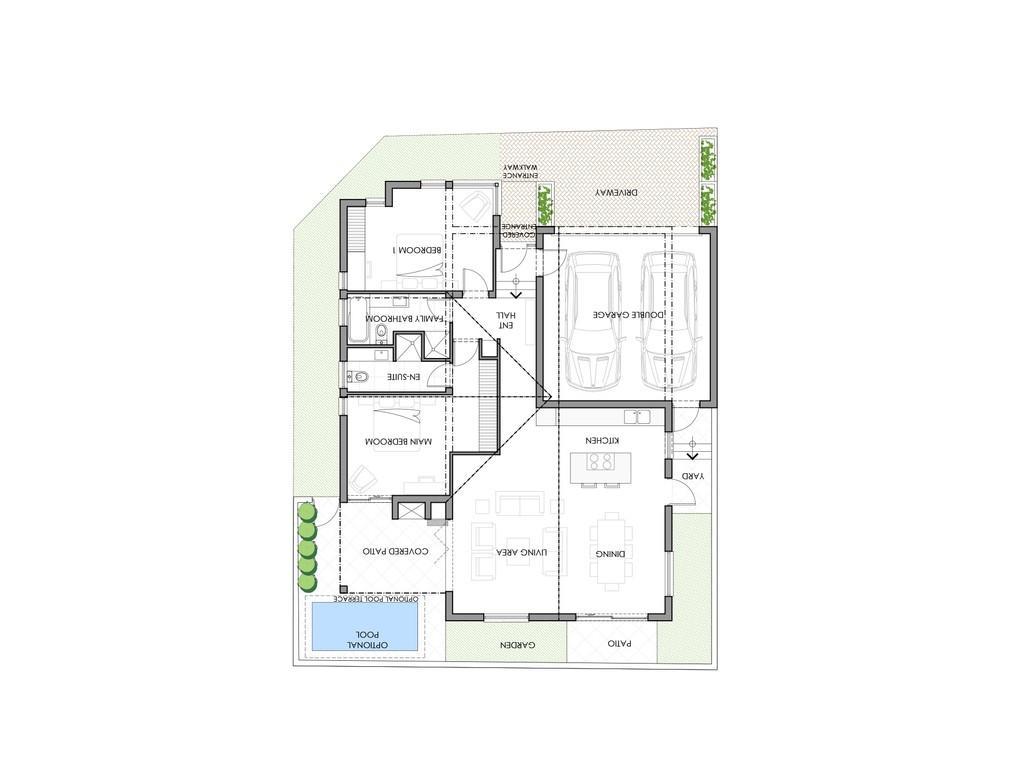 PATIO
GARDEN
OPTIONAL
POOL
OPTIONAL POOL TERRACE
DINING
LIVING AREA
COVERED PATIO
YARD
KITCHEN
MAIN BEDROOM
EN-SUITE
DOUBLE GARAGE
ENT
HALL
FAMILY BATHROOM
BEDROOM 1
COVERED
ENTRANCE
DRIVEWAY
ENTRANCE
WALKWAY